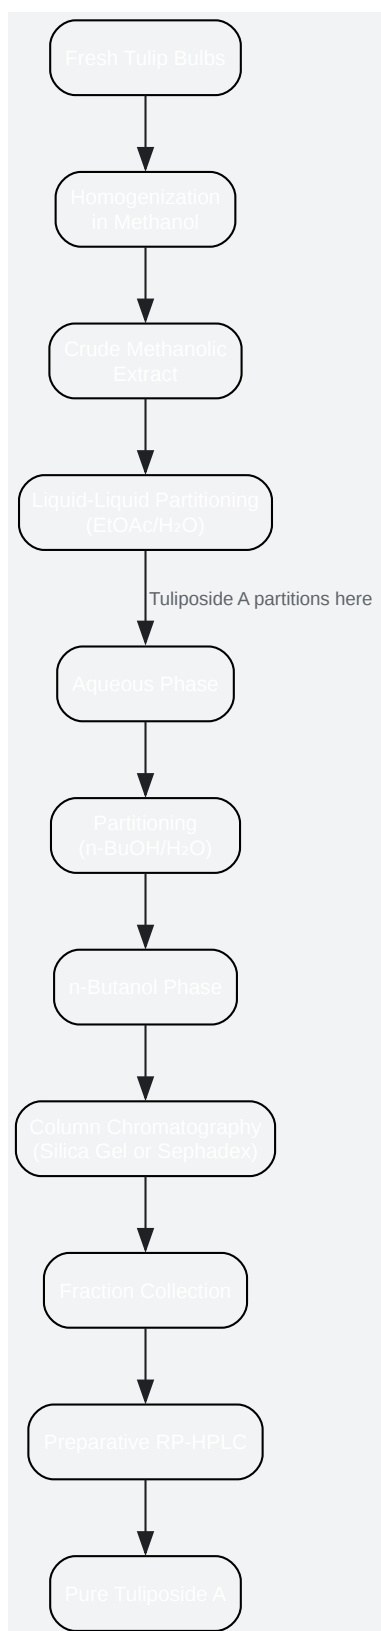 Fresh Tulip Bulbs
Homogenization
in Methanol
Crude Methanolic
Extract
Liquid-Liquid Partitioning
(EtOAc/H₂O)
Tuliposide A partitions here
Aqueous Phase
Partitioning
(n-BuOH/H₂O)
n-Butanol Phase
Column Chromatography
(Silica Gel or Sephadex)
Fraction Collection
Preparative RP-HPLC
Pure Tuliposide A